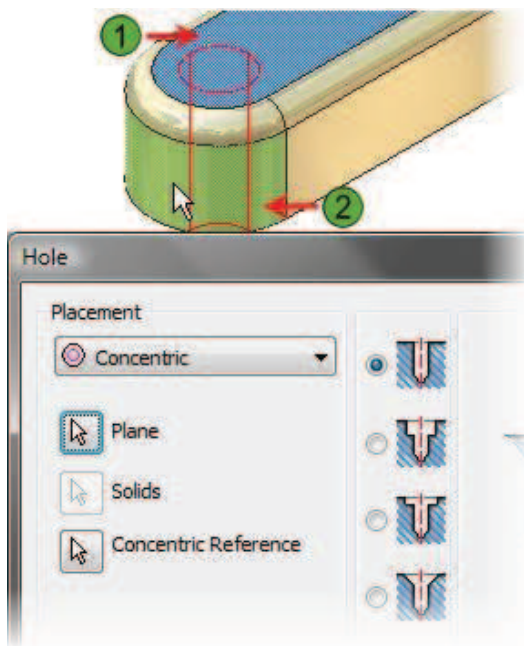 1
2
Hole
Placement
Concentric
Plane
Solids
Concentric Reference